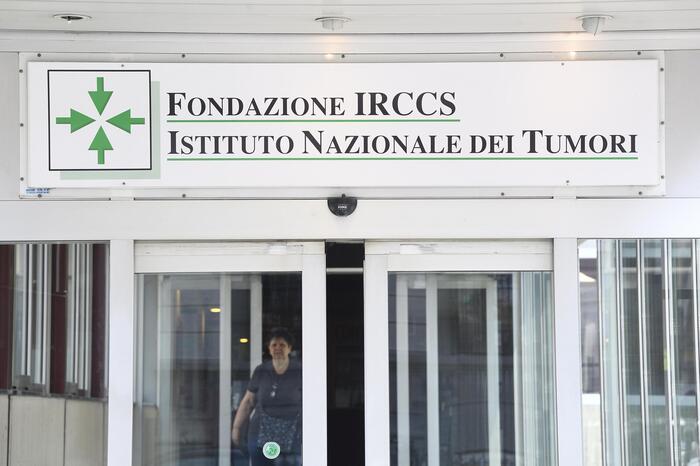 FONDAZIONE IRCCS
ISTITUTO NAZIONALE DEI TUMORI